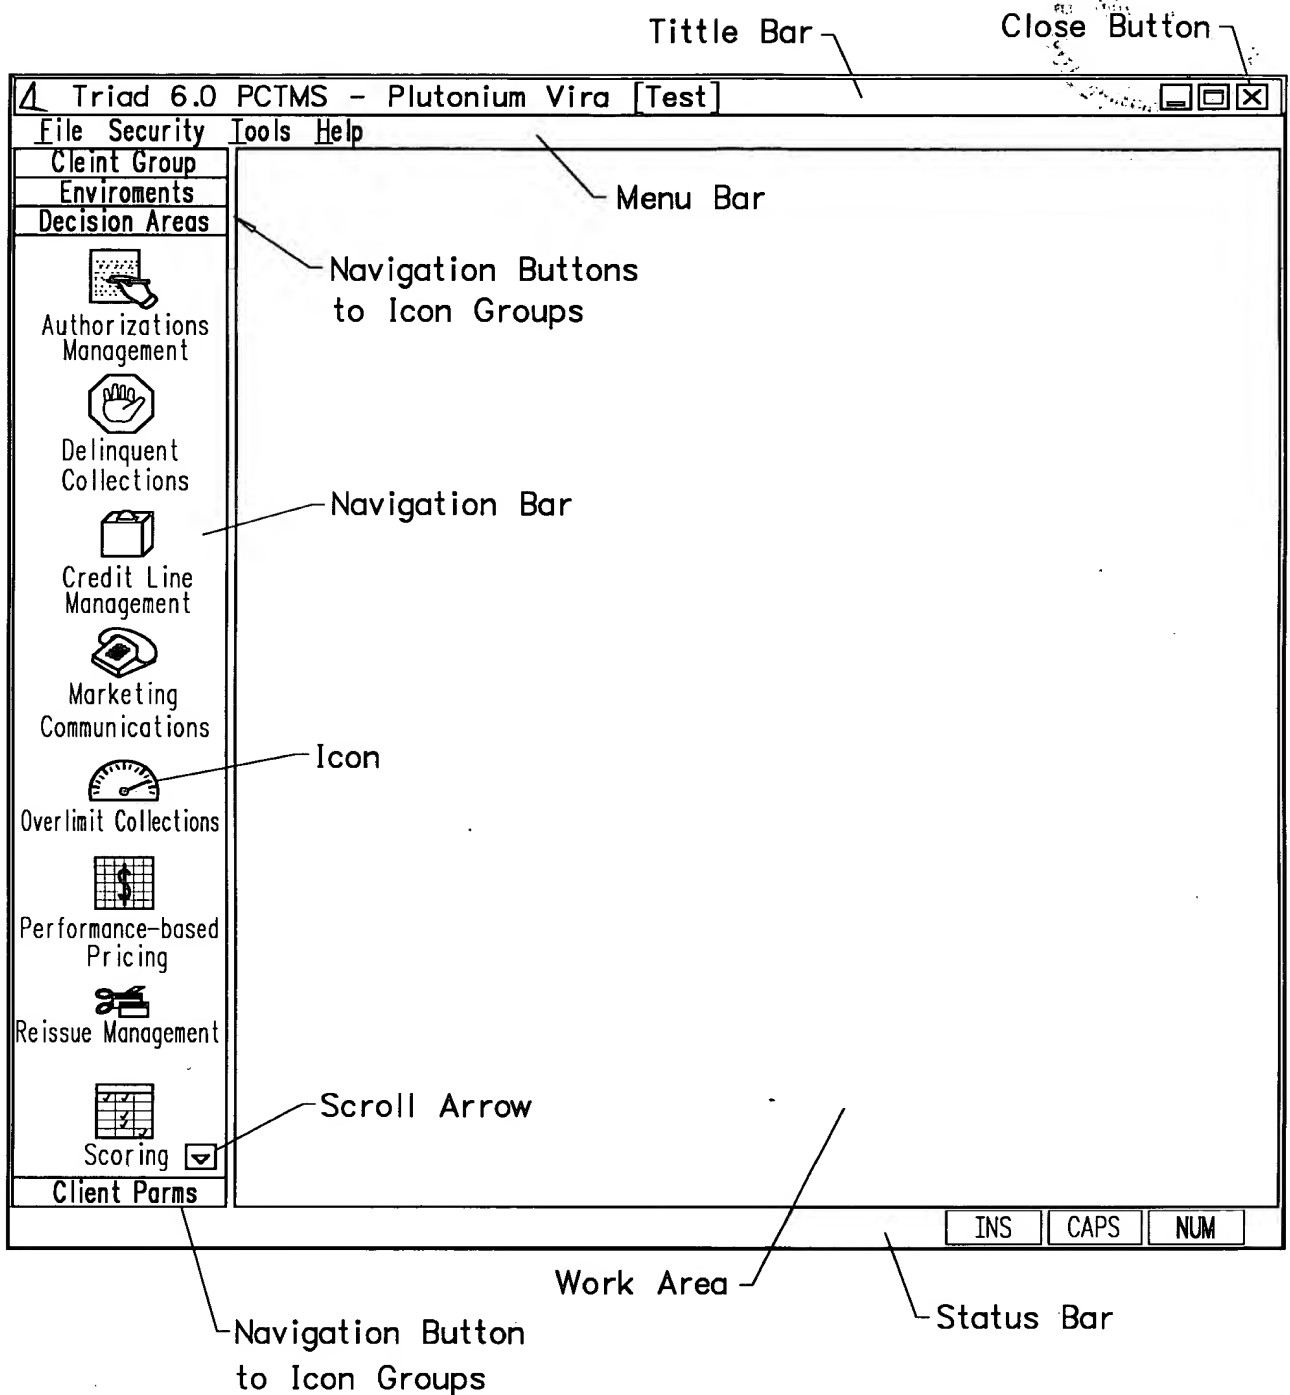 Tittle Bar
Close Button
Triad 6.0 PCTMS - Plutonium Vira [Test]
File Security Tools Help
Cleint Group
Enviroments
Decision Areas
Menu Bar
Navigation Buttons
to Icon Groups
Authorizations
Management
Delinquent
Collections
Navigation Bar
Credit Line
Management
Marketing
Communications
Icon
Overlimit Collections
$
Performance-based
Pricing
Reissue Management
Scroll Arrow
Scoring
Client Parms
INS CAPS NUM
Work Area
Status Bar
Navigation Button
to Icon Groups